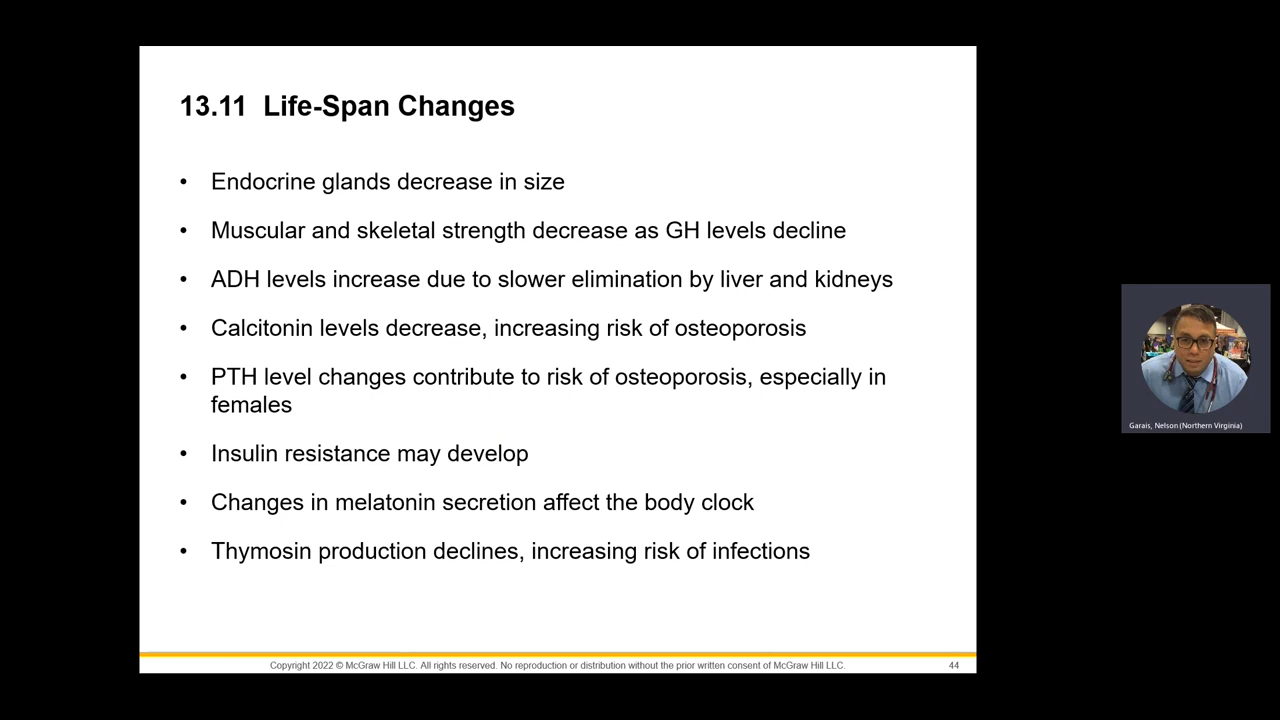 13.11 Life-Span Changes
• Endocrine glands decrease in size
• Muscular and skeletal strength decrease as GH levels decline
• ADH levels increase due to slower elimination by liver and kidneys
• Calcitonin levels decrease, increasing risk of osteoporosis
• PTH level changes contribute to risk of osteoporosis, especially in
females
• Insulin resistance may develop
• Changes in melatonin secretion affect the body clock
• Thymosin production declines, increasing risk of infections
Copyright 2022 © McGraw Hill LLC. All rights reserved. No reproduction or distribution without the prior written consent of McGraw Hill LLC.
44
Garais, Nelson (Northern Virginia)